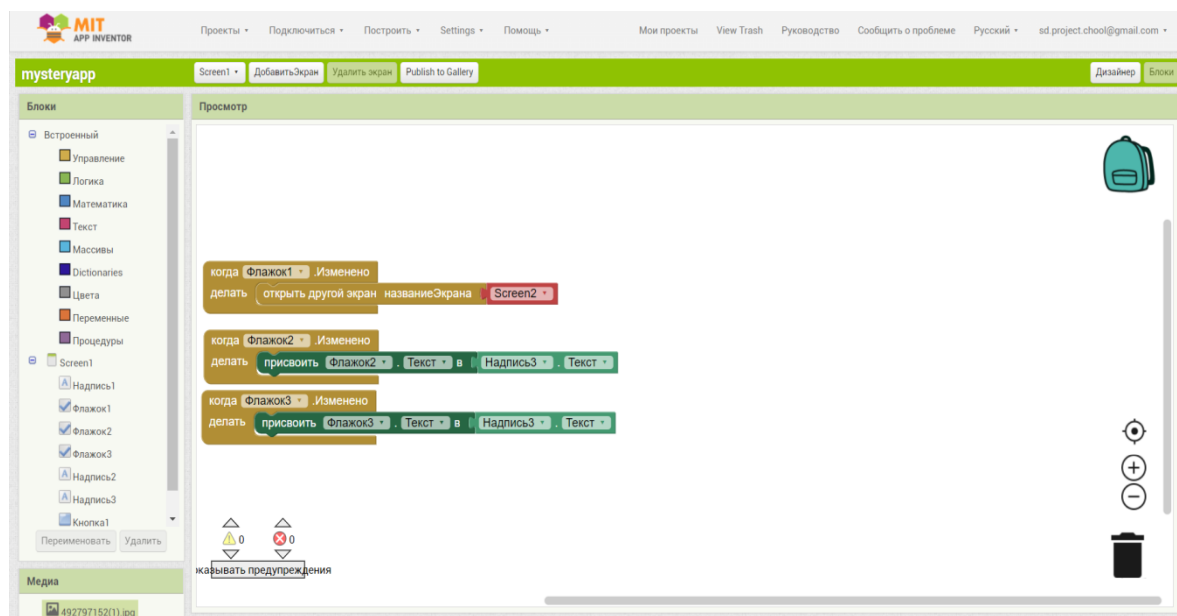 MIT
APP INVENTOR
Проекты Подключиться Построить Settings Помощь Мои проекты View Trash Руководство Сообщить о проблеме Русский sd.project.chool@gmail.com
mysteryapp Screen1 ДобавитьЭкран Удалить экран Publish to Gallery Дизайнер Блоки
Блоки
Просмотр
Встроенный
Управление
Логика
Математика
Текст
Массивы
Dictionaries
Цвета
Переменные
Процедуры
Screen1
Надпись1
Флажок1
Флажок2
Флажок3
Надпись2
Надпись3
Кнопка1
Переименовать Удалить
Медиа
492797152(1).jpg
когда Флажок1 .Изменено
делать открыть другой экран названиеЭкрана Screen2
когда Флажок2 .Изменено
делать присвоить Флажок2 . Текст в Надпись3 . Текст
когда Флажок3 .Изменено
делать присвоить Флажок3 . Текст в Надпись3 . Текст
0 0
оказывать предупреждения